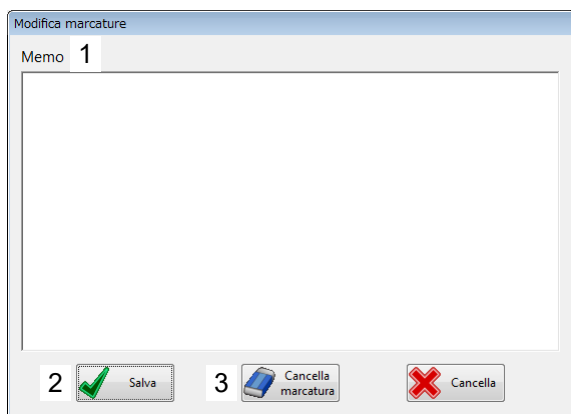 Modifica marcature
Memo 1
2 Salva
3 Cancella
marcatura
Cancella